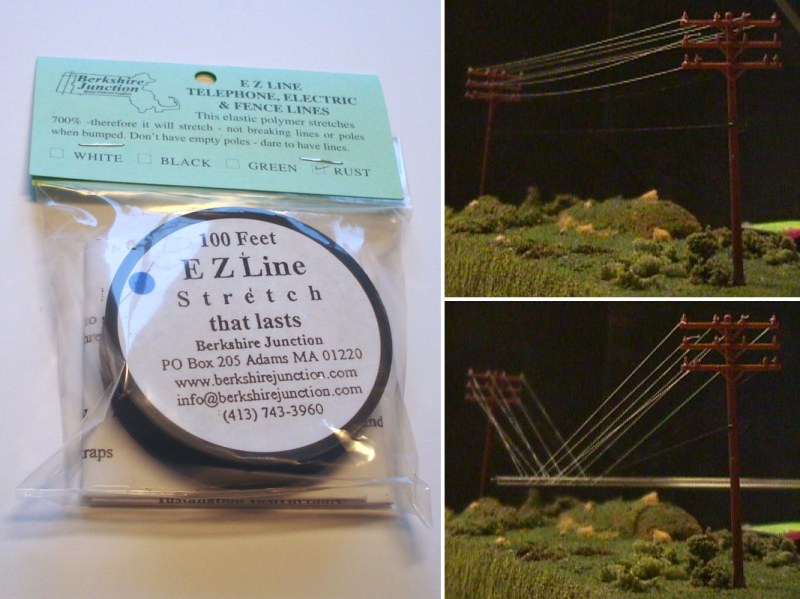 Berkshire
Junction
E Z LINE
TELEPHONE, ELECTRIC
& FENCE LINES
This elastic polymer stretches
700% -therefore it will stretch - not breaking lines or poles
when bumped. Don't have empty poles - dare to have lines.
WHITE BLACK GREEN RUST
100 Feet
E Z Line
Stretch
that lasts
Berkshire Junction
PO Box 205 Adams MA 01220
www.berkshirejunction.com
info@berkshirejunction.com
(413) 743-3960
and
raps